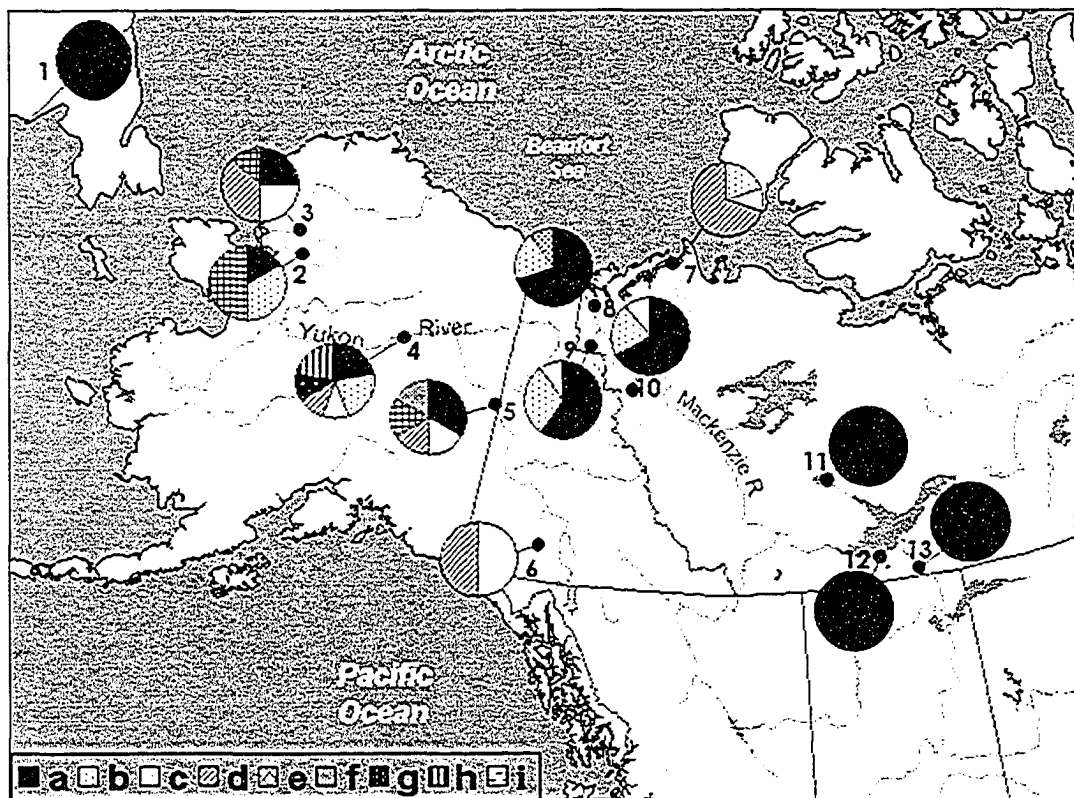 Arctic
Ocean
Beaufort
Sea
1
3
2
7
8
Yukon River
4
9
10
5
Mackenzie R
11
6
12
13
Pacific
Ocean
a b c d e f g h i